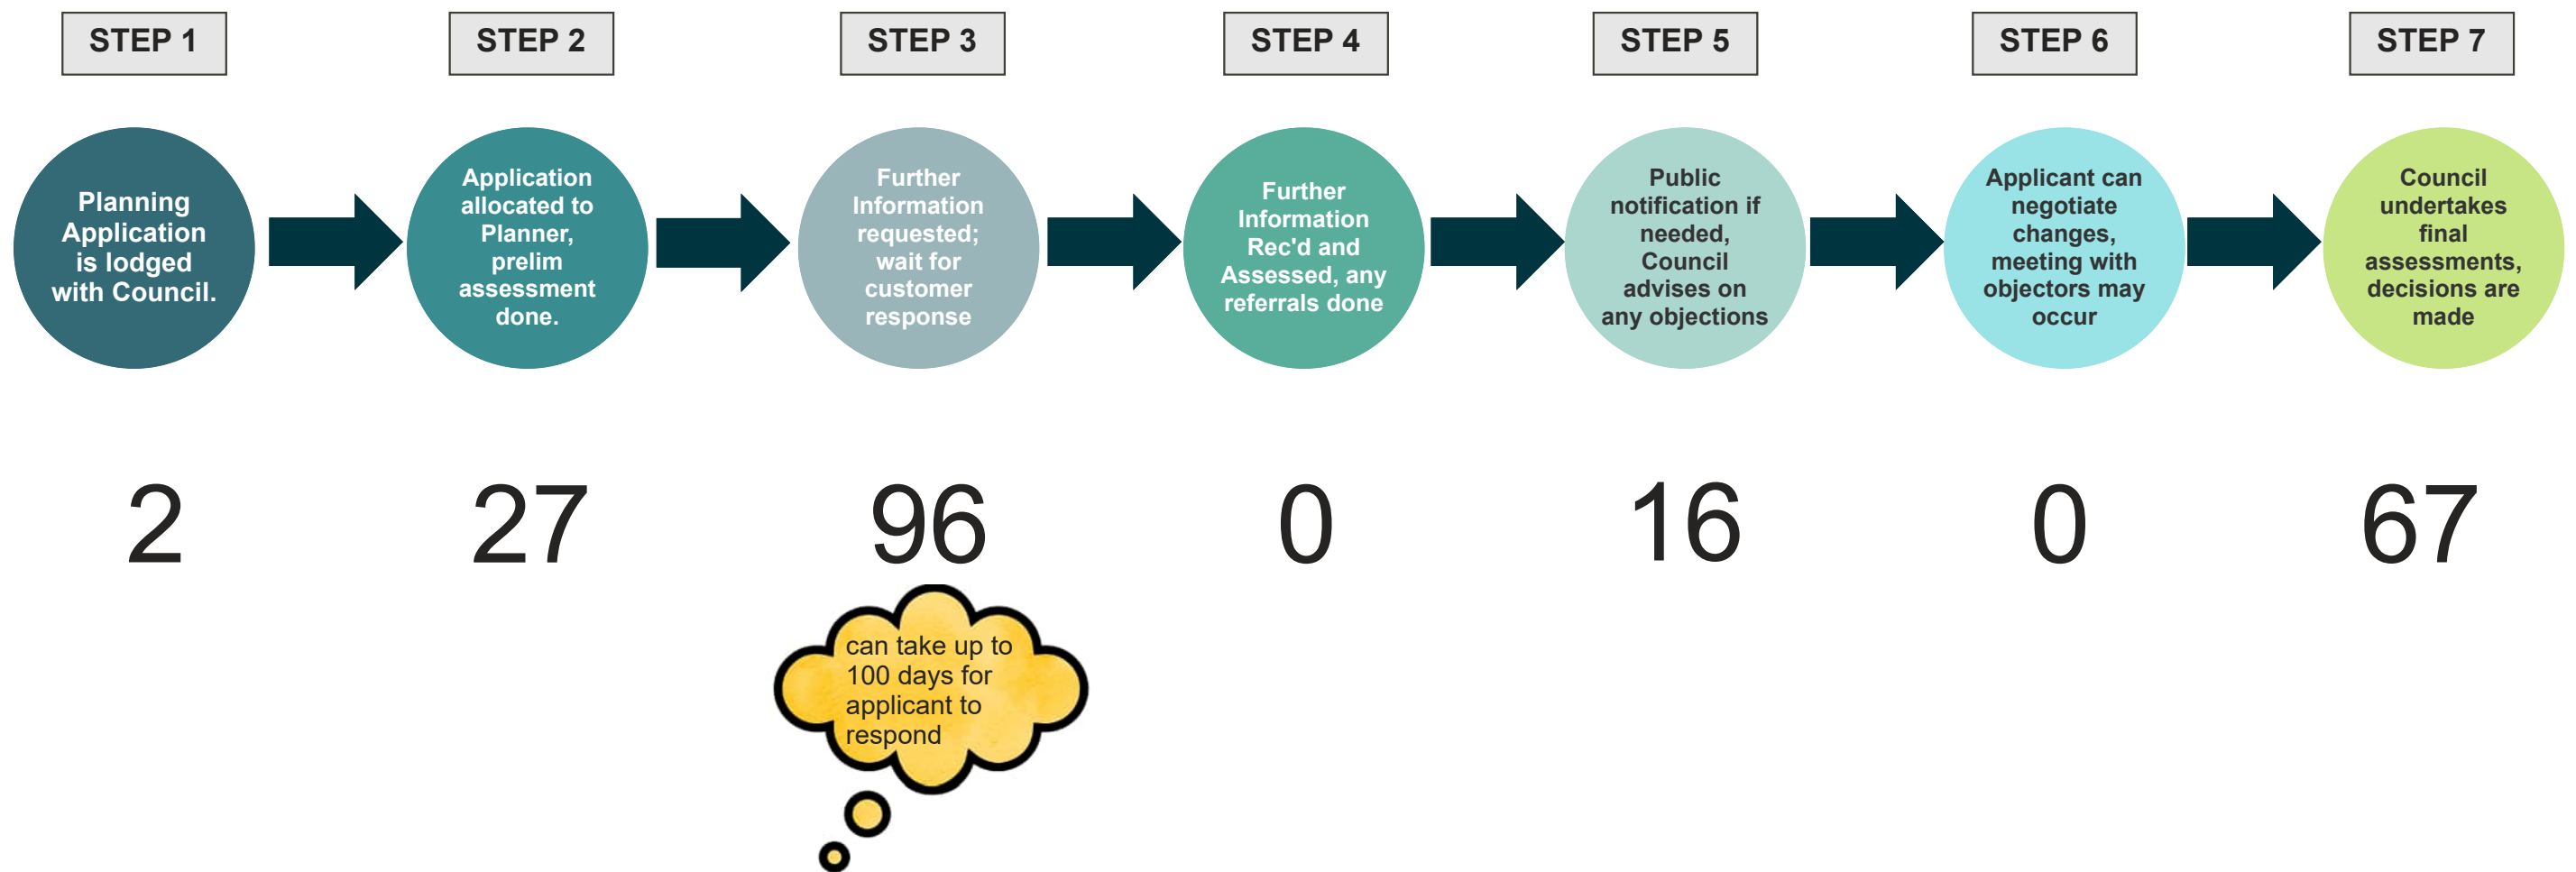 STEP 1
STEP 2
STEP 3
STEP 4
STEP 5
STEP 6
STEP 7
Planning
Application
is lodged
with Council.
Application
allocated to
Planner,
prelim
assessment
done.
Further
Information
requested;
wait for
customer
response
Further
Information
Rec'd and
Assessed, any
referrals done
Public
notification if
needed,
Council
advises on
any objections
Applicant can
negotiate
changes,
meeting with
objectors may
occur
Council
undertakes
final
assessments,
decisions are
made
2
27
96
0
16
0
67
can take up to
100 days for
applicant to
respond